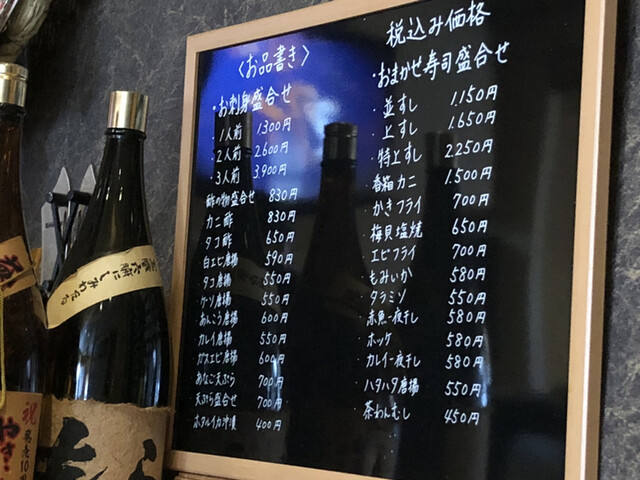 〈お品書き〉
・お刺身盛合せ
・1人前 1300円
・2人前 2.600円
・3人前 3.900円
酢の物盛合せ 830円
・カニ酢 830円
・タコ酢 650円
・白エビ唐揚 590円
・タコ唐揚 550円
・ゲソ唐揚 550円
・あんこう唐揚 600円
・カレイ唐揚 550円
・ガスエビ唐揚 600円
・あなご天ぷら 700円
・天ぷら盛合せ 700円
・ホタルイカ沖漬 400円
税込み価格
・おまかせ寿司盛合せ
・並すし 1.150円
・上すし 1.650円
・特上すし 2.250円
・香箱カニ 1.500円
・かきフライ 700円
・梅貝塩焼 650円
・エビフライ 700円
・もみいか 580円
・タラミソ 550円
・赤魚一夜干し 580円
・ホッケ 580円
・カレイ一夜干し 580円
・ハタハタ唐揚 550円
・茶わんむし 450円
祝